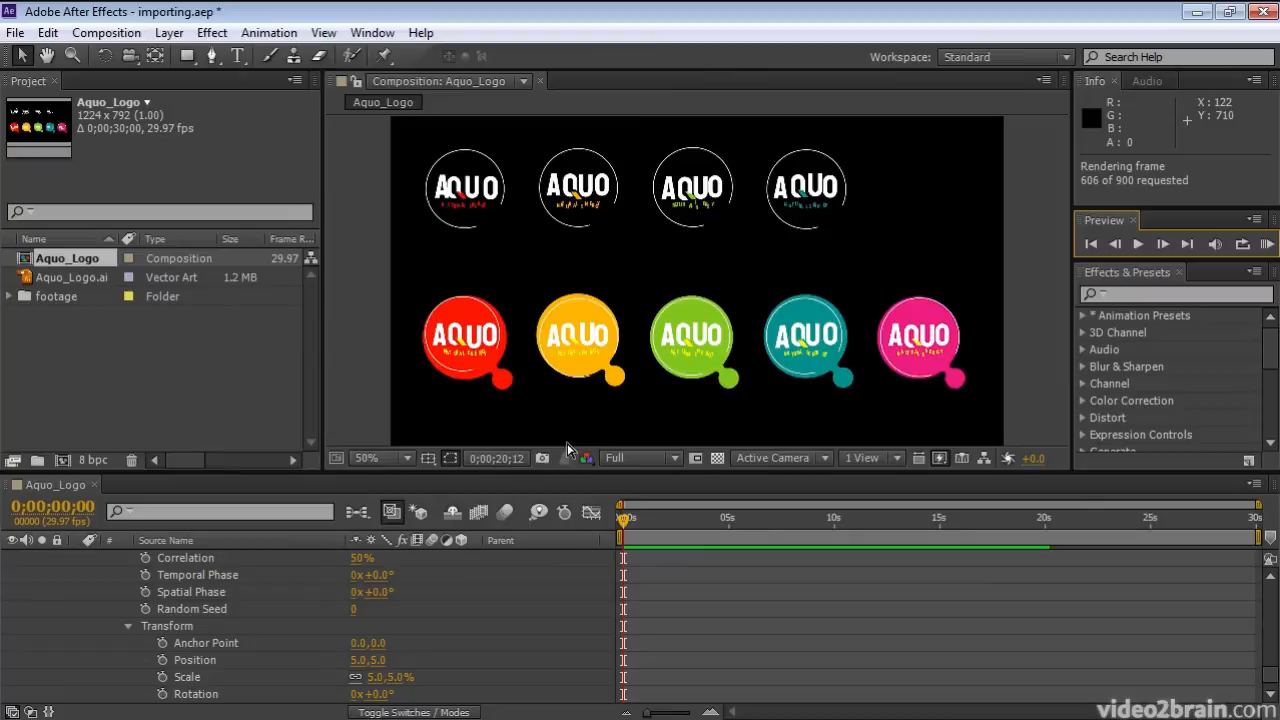 Ae Adobe After Effects - importing.aep *
File Edit Composition Layer Effect Animation View Window Help
Workspace: Standard Search Help
Project Composition: Aquo_Logo Info Audio
Aquo_Logo
1224 x 792 (1.00)
Δ 0;00;30;00, 29.97 fps
Aquo_Logo
R : X : 122
G : Y : 710
B :
A : 0
Rendering frame
606 of 900 requested
AQUO AQUO AQUO AQUO
Preview
Name Type Size Frame R...
Aquo_Logo Composition 29.97
Aquo_Logo.ai Vector Art 1.2 MB
footage Folder
Effects & Presets
* Animation Presets
3D Channel
Audio
Blur & Sharpen
Channel
Color Correction
Distort
Expression Controls
Generate
AQUO AQUO AQUO AQUO AQUO
8 bpc
50% 0;00;20;12 Full Active Camera 1 View +0.0
Aquo_Logo
0;00;00;00
00000 (29.97 fps)
05s 10s 15s 20s 25s 30s
# Source Name Parent
Correlation 50%
Temporal Phase 0x+0.0°
Spatial Phase 0x+0.0°
Random Seed 0
Transform
Anchor Point 0.0,0.0
Position 5.0,5.0
Scale 5.0,5.0%
Rotation 0x+0.0°
Toggle Switches / Modes
video2brain.com